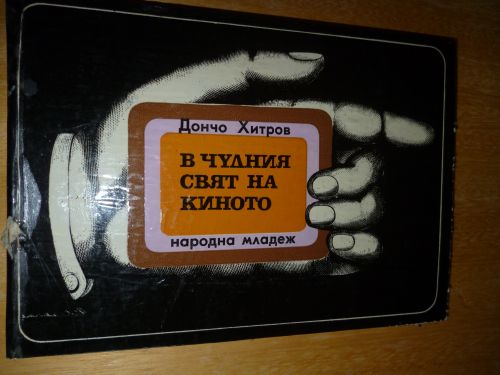 Дончо Хитров
В ЧУДНИЯ
СВЯТ НА
КИНОТО
народна младеж